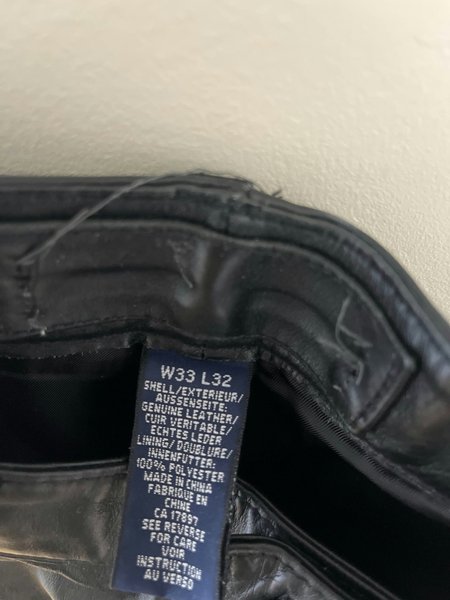 W33 L32
SHELL/EXTERIEUR/
AUSSENSEITE:
GENUINE LEATHER/
CUIR VERITABLE/
ECHTES LEDER
LINING/DOUBLURE/
INNENFUTTER:
100% POLYESTER
MADE IN CHINA
FABRIQUE EN
CHINE
CA 17897
SEE REVERSE
FOR CARE
VOIR
INSTRUCTION
AU VERSO